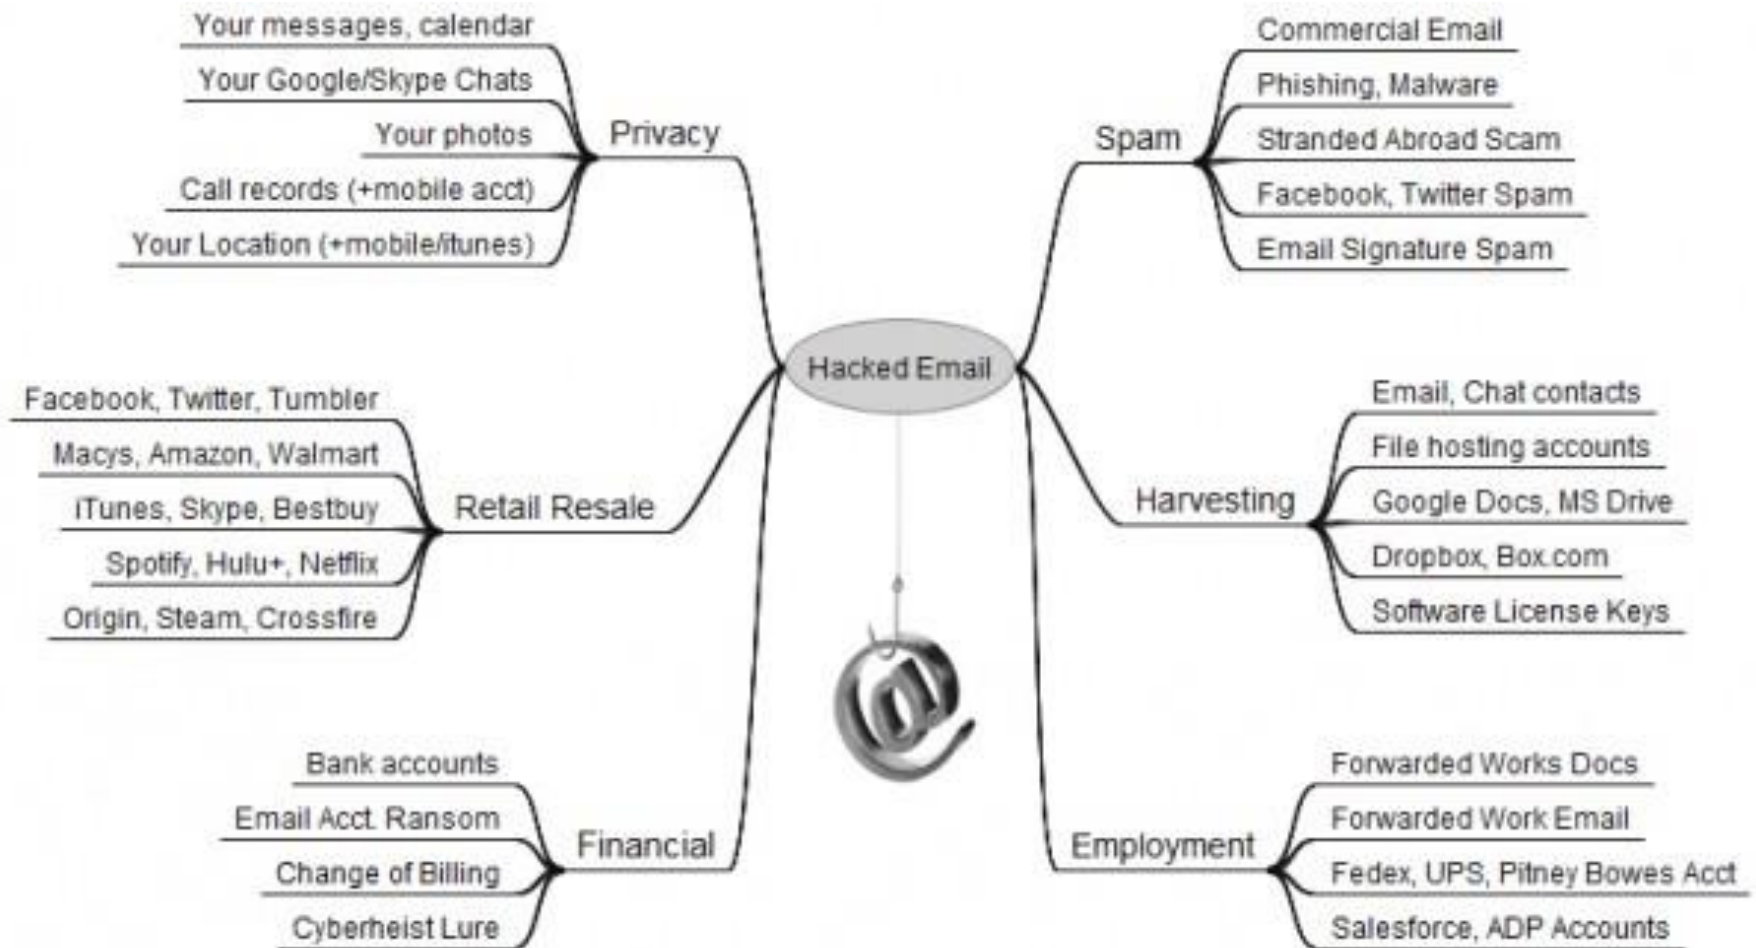 Your messages, calendar
Your Google/Skype Chats
Your photos
Call records (+mobile acct)
Your Location (+mobile/itunes)
Privacy
Commercial Email
Phishing, Malware
Stranded Abroad Scam
Facebook, Twitter Spam
Email Signature Spam
Spam
Hacked Email
Facebook, Twitter, Tumbler
Macys, Amazon, Walmart
iTunes, Skype, Bestbuy
Spotify, Hulu+, Netflix
Origin, Steam, Crossfire
Retail Resale
Email, Chat contacts
File hosting accounts
Google Docs, MS Drive
Dropbox, Box.com
Software License Keys
Harvesting
@
Bank accounts
Email Acct. Ransom
Change of Billing
Cyberheist Lure
Financial
Forwarded Works Docs
Forwarded Work Email
Fedex, UPS, Pitney Bowes Acct
Salesforce, ADP Accounts
Employment